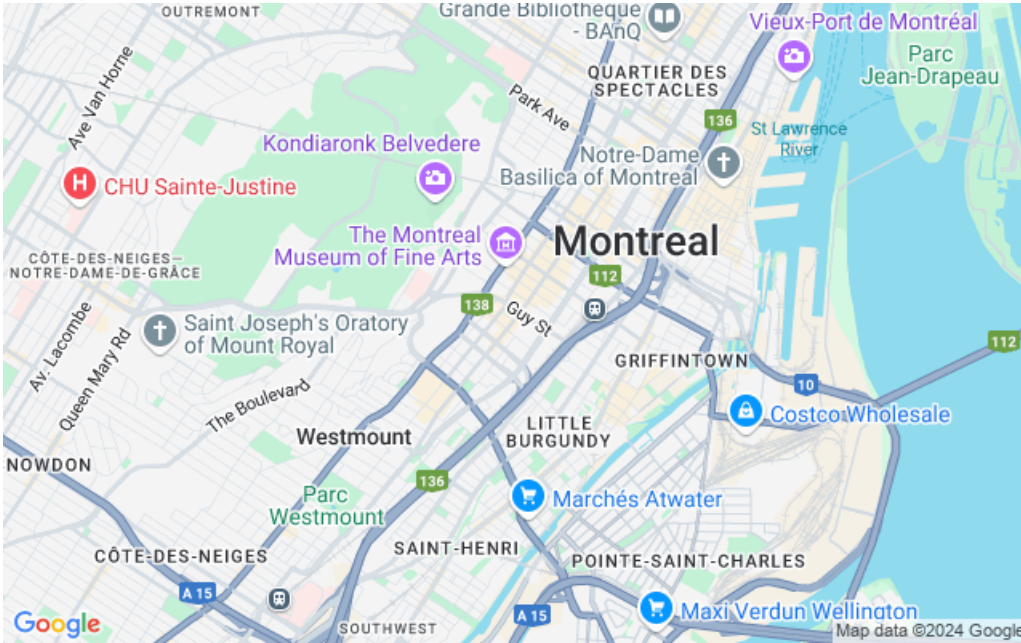 OUTREMONT
Grande Bibliothèque
- BAnQ
Vieux-Port de Montréal
Parc
Jean-Drapeau
Ave Van Horne
QUARTIER DES
SPECTACLES
Park Ave
136
St Lawrence
River
Kondiaronk Belvedere
Notre-Dame
Basilica of Montreal
H
CHU Sainte-Justine
The Montreal
Museum of Fine Arts
Montreal
CÔTE-DES-NEIGES—
NOTRE-DAME-DE-GRÂCE
112
138
Guy St
Saint Joseph's Oratory
of Mount Royal
112
Av. Lacombe
Queen Mary Rd
GRIFFINTOWN
10
The Boulevard
Costco Wholesale
LITTLE
BURGUNDY
Westmount
NOWDON
136
Parc
Westmount
Marchés Atwater
CÔTE-DES-NEIGES
SAINT-HENRI
POINTE-SAINT-CHARLES
A 15
A 15
Maxi Verdun Wellington
Google
SOUTHWEST
Map data ©2024 Google